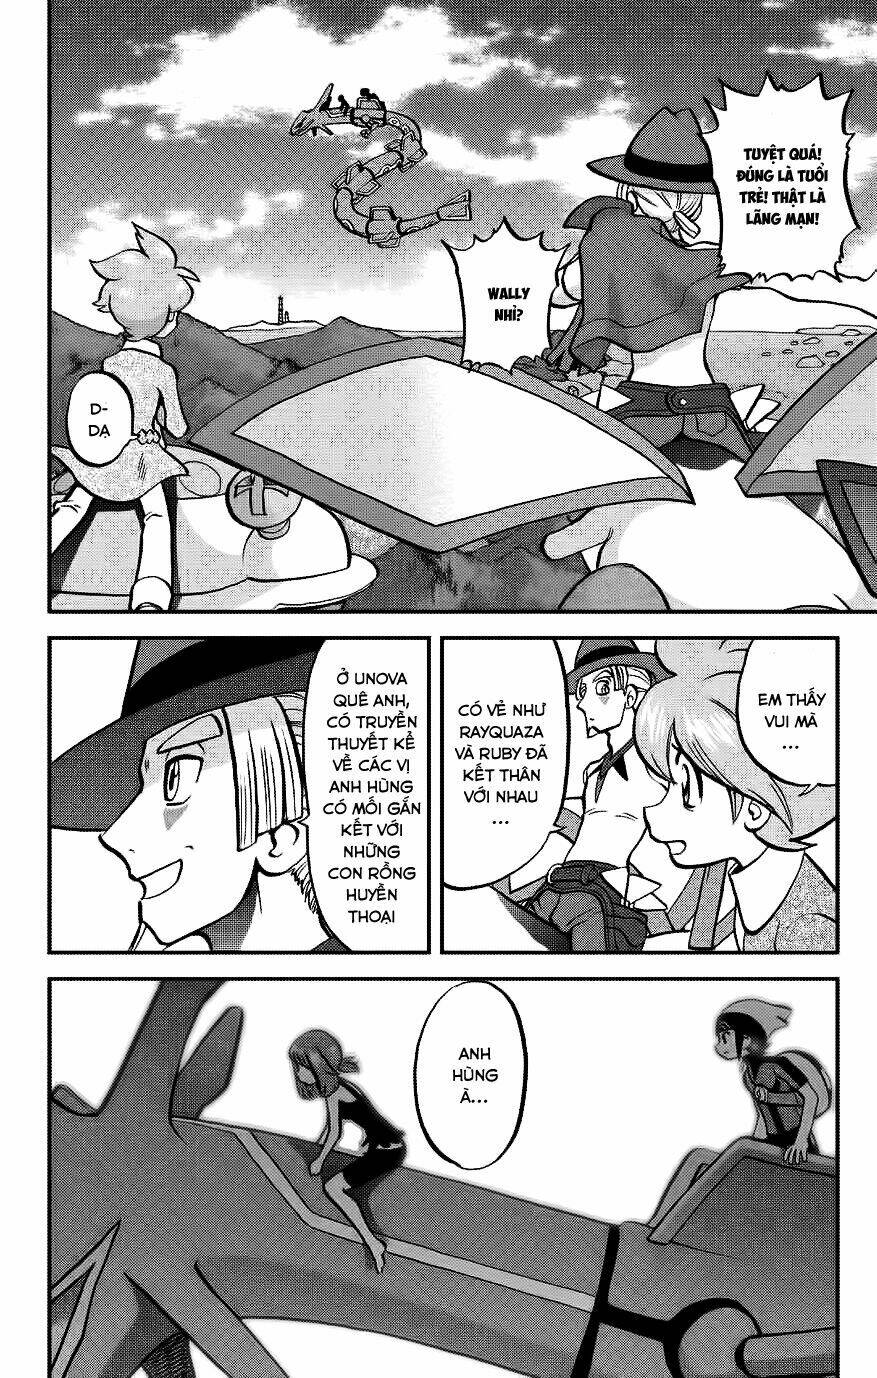 TUYỆT QUÁ!
ĐÚNG LÀ TUỔI
TRẺ! THẬT LÀ
LÃNG MẠN!
WALLY
NHỈ?
D-
DẠ
EM THẤY
VUI MÀ
...
CÓ VẺ NHƯ
RAYQUAZA
VÀ RUBY ĐÃ
KẾT THÂN
VỚI NHAU
...
Ở UNOVA
QUÊ ANH,
CÓ TRUYỀN
THUYẾT KỂ
VỀ CÁC VỊ
ANH HÙNG
CÓ MỐI GẮN
KẾT VỚI
NHỮNG
CON RỒNG
HUYỀN
THOẠI
ANH
HÙNG
À...